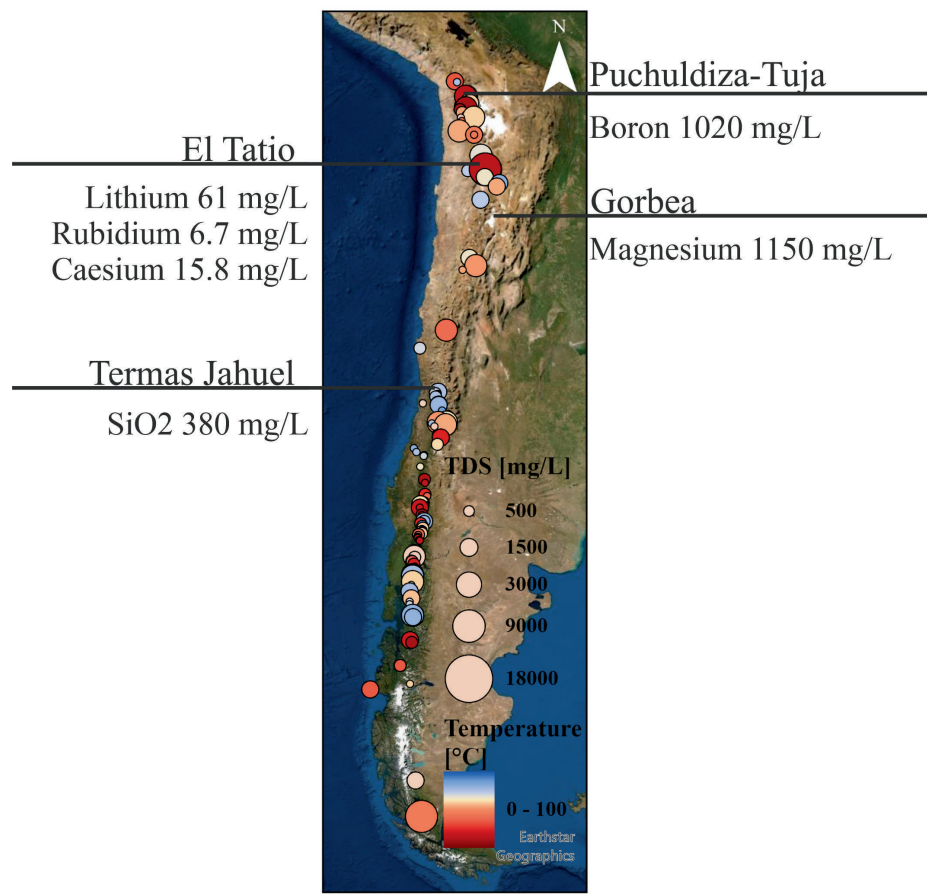 N
Puchuldiza-Tuja
Boron 1020 mg/L
El Tatio
Lithium 61 mg/L
Rubidium 6.7 mg/L
Caesium 15.8 mg/L
Gorbea
Magnesium 1150 mg/L
Termas Jahuel
SiO2 380 mg/L
TDS [mg/L]
500
1500
3000
9000
18000
Temperature
[°C]
0 - 100
Earthstar
Geographics